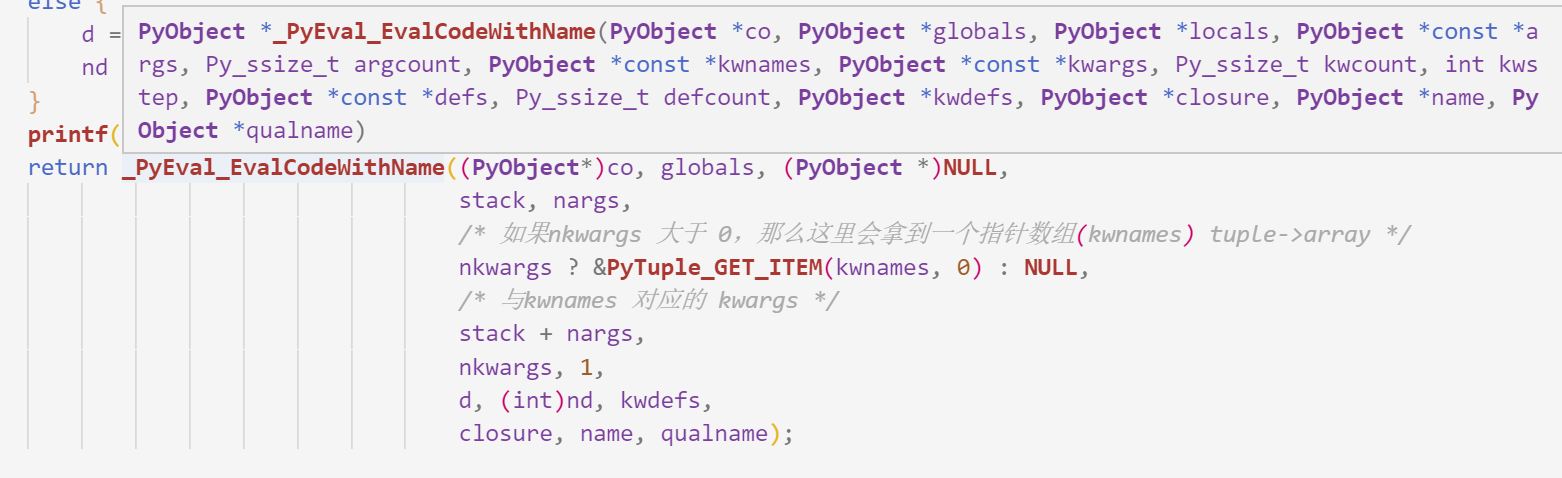 else {
d =
nd
}
printf(
PyObject *_PyEval_EvalCodeWithName(PyObject *co, PyObject *globals, PyObject *locals, PyObject *const *a
rgs, Py_ssize_t argcount, PyObject *const *kwnames, PyObject *const *kwargs, Py_ssize_t kwcount, int kws
tep, PyObject *const *defs, Py_ssize_t defcount, PyObject *kwdefs, PyObject *closure, PyObject *name, Py
Object *qualname)
return _PyEval_EvalCodeWithName((PyObject*)co, globals, (PyObject *)NULL,
stack, nargs,
/* 如果nkwargs 大于 0，那么这里会拿到一个指针数组(kwnames) tuple->array */
nkwargs ? &PyTuple_GET_ITEM(kwnames, 0) : NULL,
/* 与kwnames 对应的 kwargs */
stack + nargs,
nkwargs, 1,
d, (int)nd, kwdefs,
closure, name, qualname);